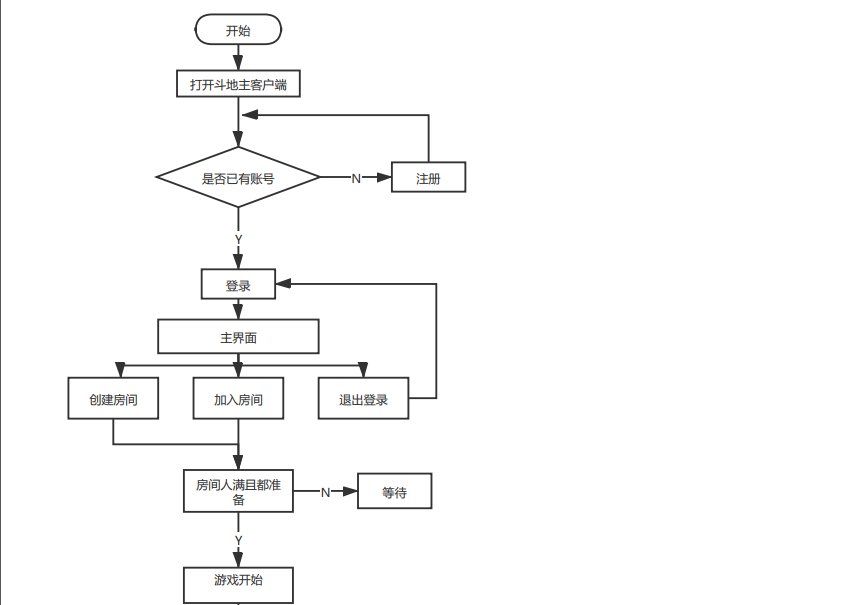 开始
打开斗地主客户端
是否已有账号
N
注册
Y
登录
主界面
创建房间
加入房间
退出登录
房间人满且都准
备
N
等待
Y
游戏开始